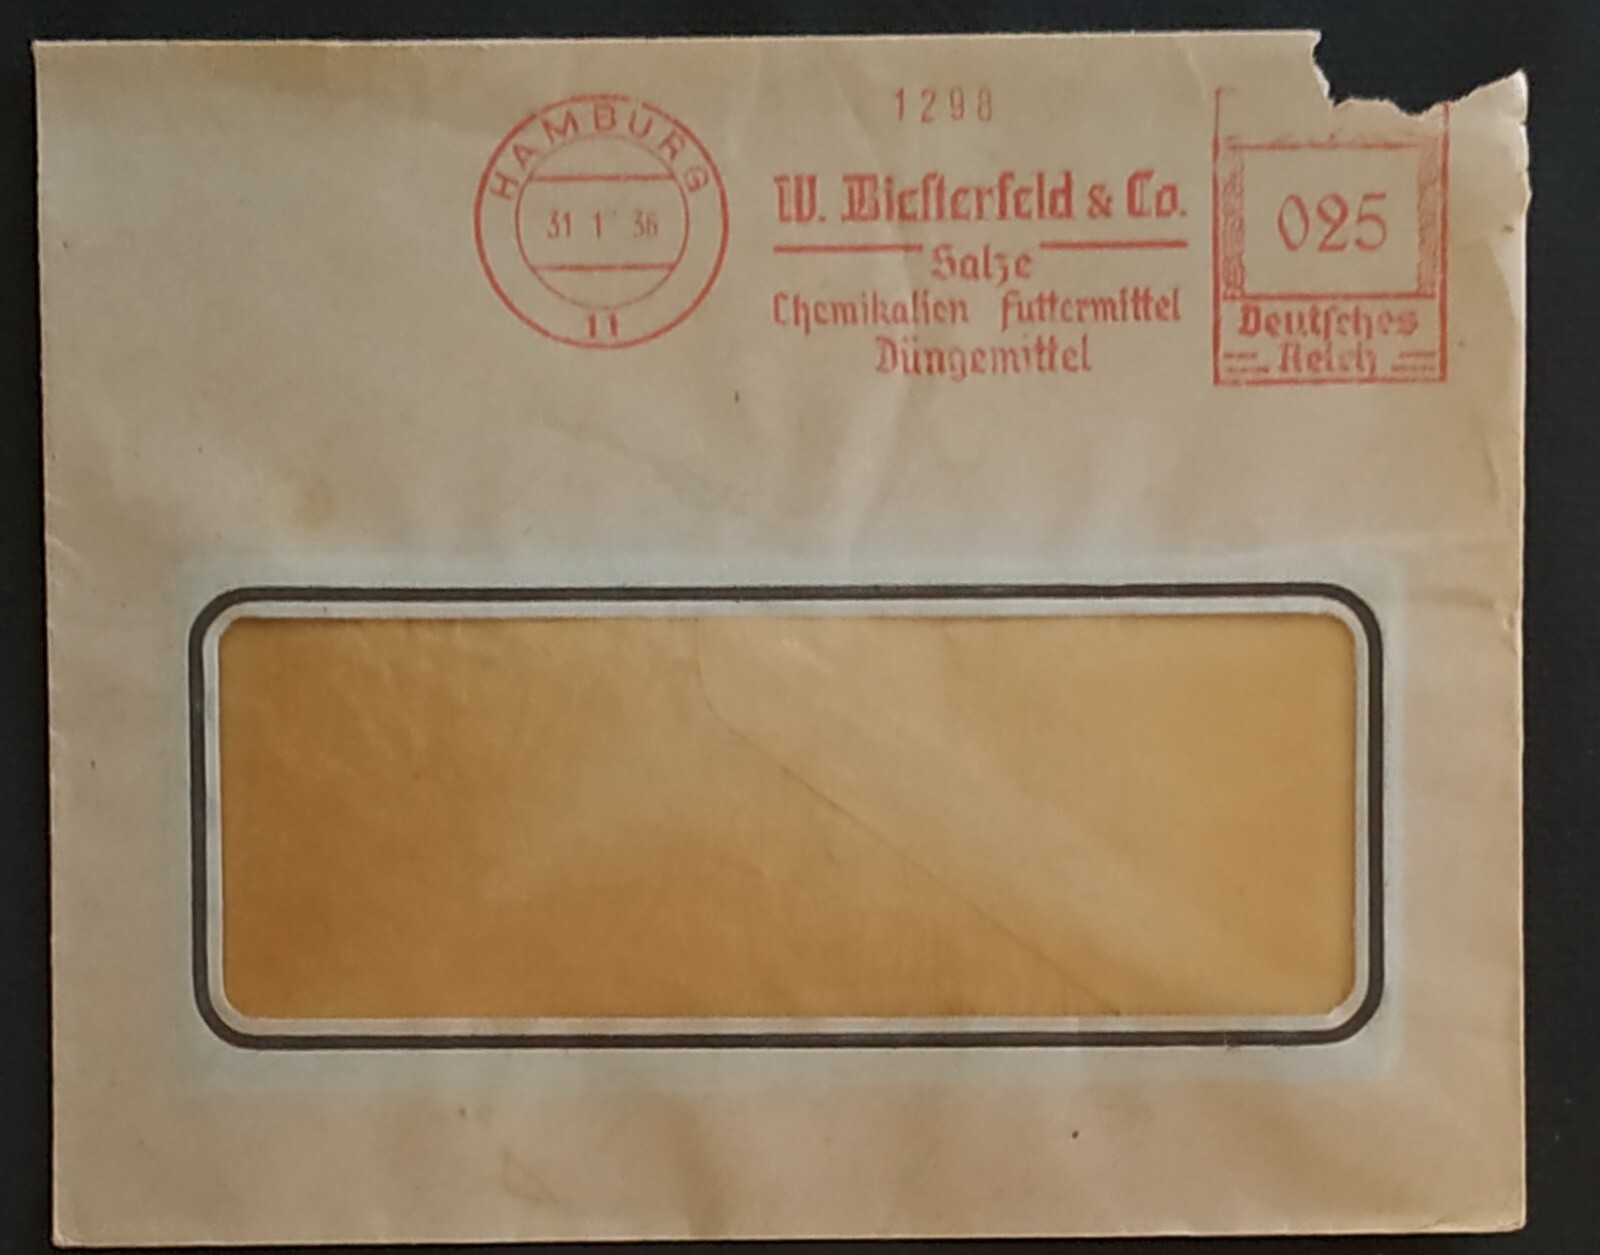 1298
HAMBURG
31 1 36
11
W. Biesterfeld & Co.
Salze
Chemikalien Futtermittel
Düngemittel
025
Deutsches
Reich